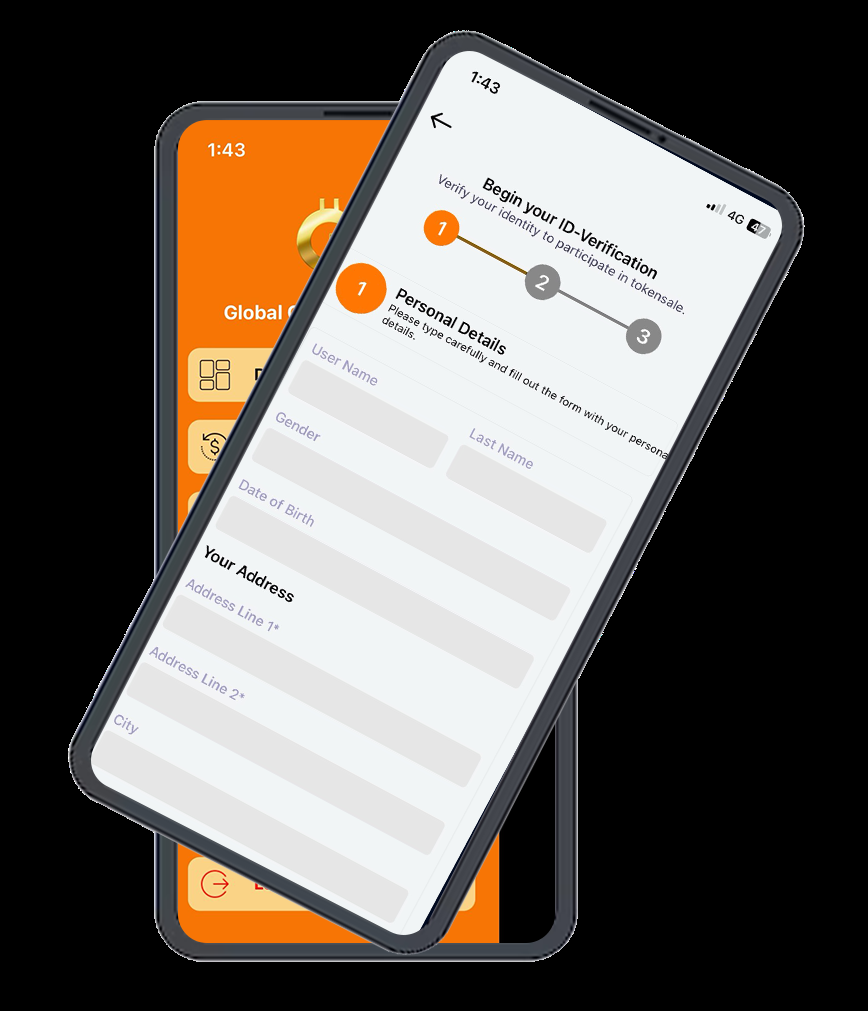 1:43
4G 47
Begin your ID-Verification
Verify your identity to participate in tokensale.
1
2
3
1
Personal Details
Please type carefully and fill out the form with your persona
details.
User Name
Last Name
Gender
Date of Birth
Your Address
Address Line 1*
Address Line 2*
City
1:43
Global